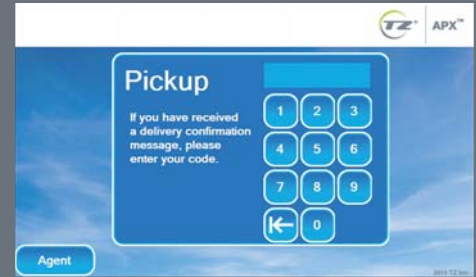 TZ® APX™
Pickup
If you have received
a delivery confirmation
message, please
enter your code.
1 2 3
4 5 6
7 8 9
0
Agent